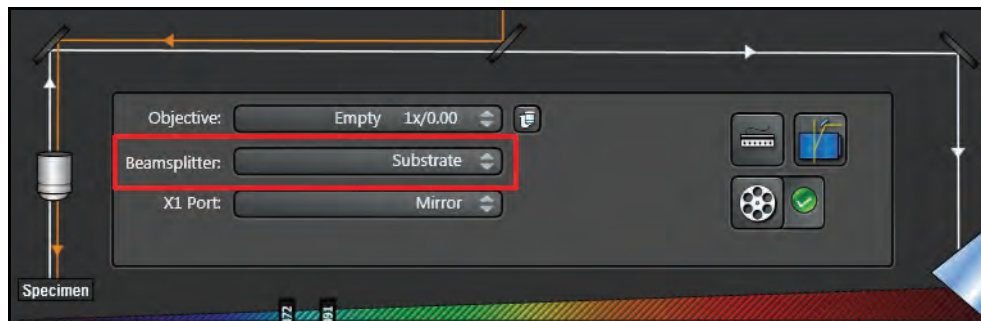 Objective: Empty 1x/0.00
Beamsplitter: Substrate
X1 Port: Mirror
Specimen